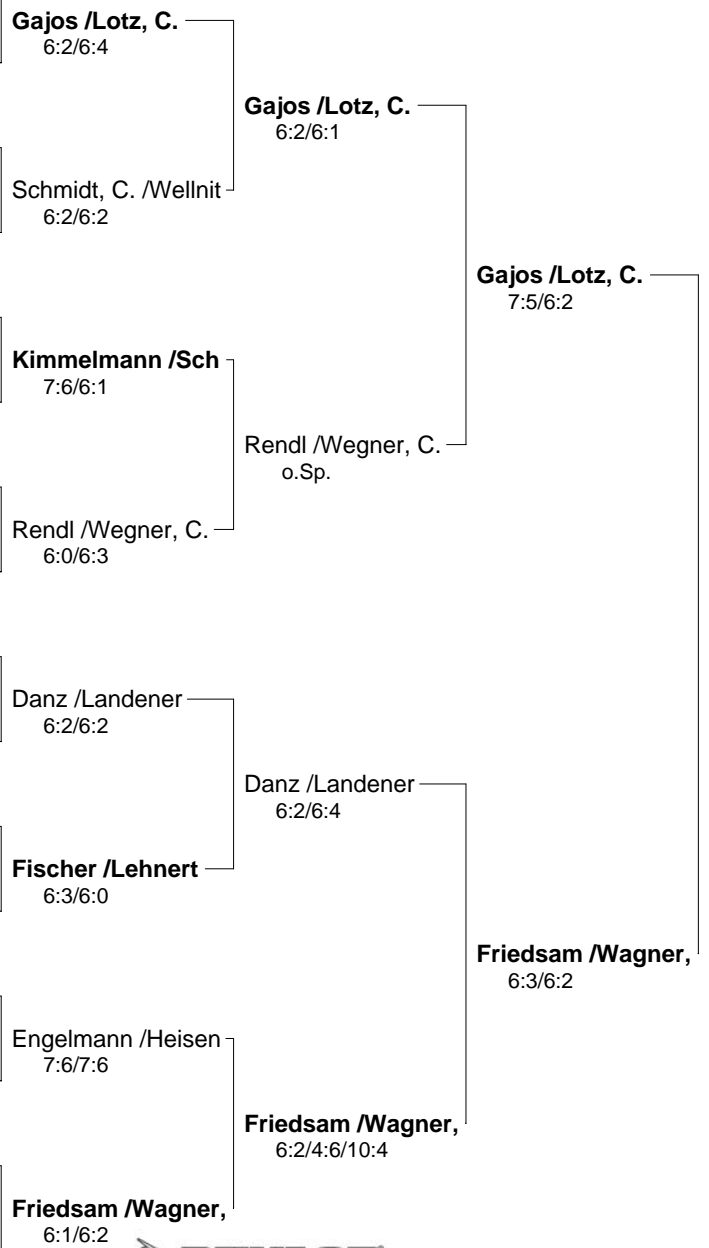 Gajos /Lotz, C.
6:2/6:4
Gajos /Lotz, C.
6:2/6:1
Schmidt, C. /Wellnit
6:2/6:2
Gajos /Lotz, C.
7:5/6:2
Kimmelmann /Sch
7:6/6:1
Rendl /Wegner, C.
o.Sp.
Rendl /Wegner, C.
6:0/6:3
Danz /Landener
6:2/6:2
Danz /Landener
6:2/6:4
Fischer /Lehnert
6:3/6:0
Friedsam /Wagner,
6:3/6:2
Engelmann /Heisen
7:6/7:6
Friedsam /Wagner,
6:2/4:6/10:4
Friedsam /Wagner,
6:1/6:2